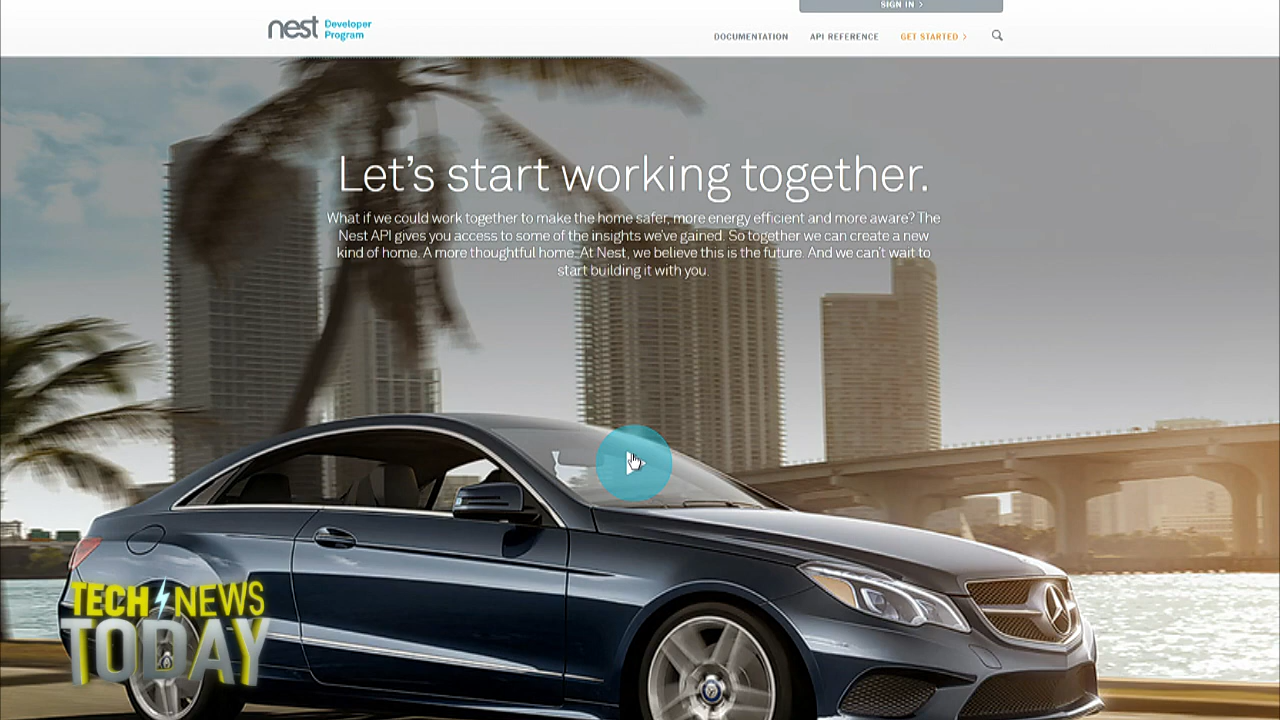 SIGN IN >
nest Developer Program
DOCUMENTATION API REFERENCE GET STARTED >
Let's start working together.
What if we could work together to make the home safer, more energy efficient and more aware? The
Nest API gives you access to some of the insights we've gained. So together we can create a new
kind of home. A more thoughtful home. At Nest, we believe this is the future. And we can't wait to
start building it with you.
TECH NEWS
TODAY